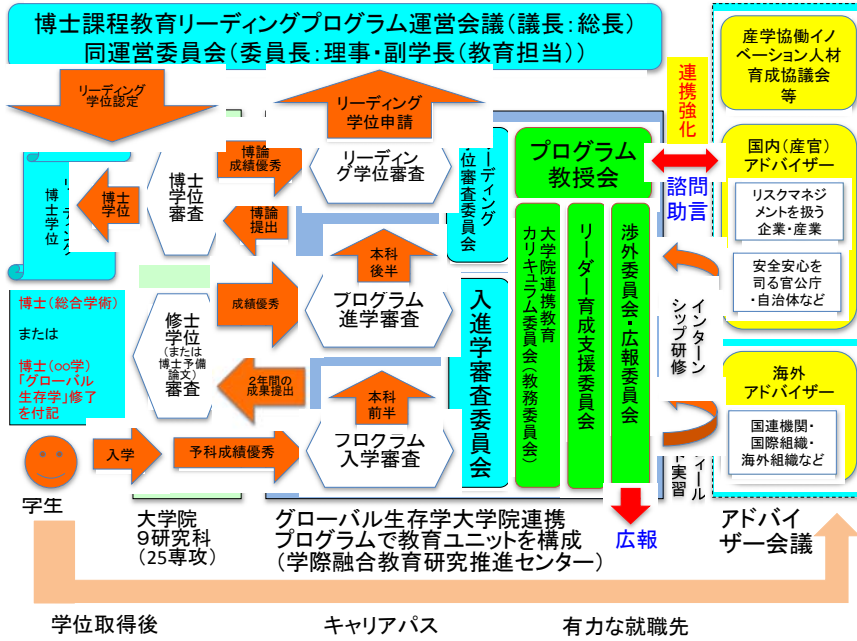 博士課程教育リーディングプログラム運営会議(議長:総長)
同運営委員会(委員長:理事・副学長(教育担当))
産学協働イノ
ベーション人材
育成協議会
等
連携強化
リーディング
学位認定
リーディング
学位申請
リーディング
博士学位
博士
学位
博士
学位
審査
博論
成績優秀
博論
提出
リーディン
グ学位審査
リーディング
学位審査委員会
プログラム
教授会
諮問
助言
国内(産官)
アドバイザー
リスクマネジ
メントを扱う
企業・産業
安全安心を
司る官公庁
・自治体など
博士(総合学術)
または
博士(○○学)
「グローバル
生存学」修了
を付記
修士
学位
(または
博士予備
論文)
審査
成績優秀
2年間の
成果提出
本科
後半
プログラム
進学審査
本科
前半
プログラム
入学審査
入進学審査委員会
大学院連携教育
カリキュラム委員会(教務委員会)
リーダー育成支援委員会
渉外委員会・広報委員会
インターン
シップ研修
フィール
ド実習
海外
アドバイザー
国連機関・
国際組織・
海外組織など
学生
入学
予科成績優秀
大学院
9研究科
(25専攻)
グローバル生存学大学院連携
プログラムで教育ユニットを構成
(学際融合教育研究推進センター)
広報
アドバイ
ザー会議
学位取得後
キャリアパス
有力な就職先